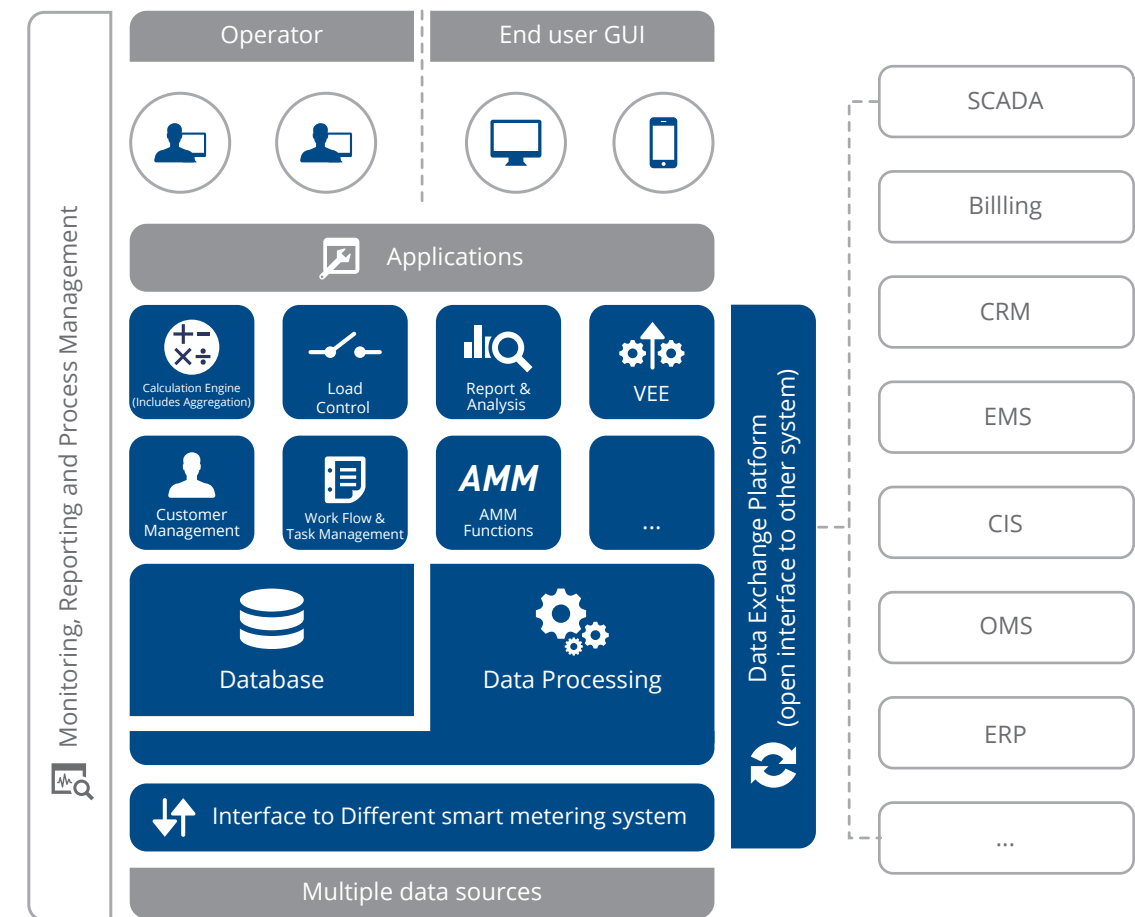 Monitoring, Reporting and Process Management
Operator
End user GUI
Applications
Calculation Engine
(Includes Aggregation)
Load
Control
Report &
Analysis
VEE
Customer
Management
Work Flow &
Task Management
AMM
AMM
Functions
...
Database
Data Processing
Interface to Different smart metering system
Multiple data sources
Data Exchange Platform
(open interface to other system)
SCADA
Billling
CRM
EMS
CIS
OMS
ERP
...